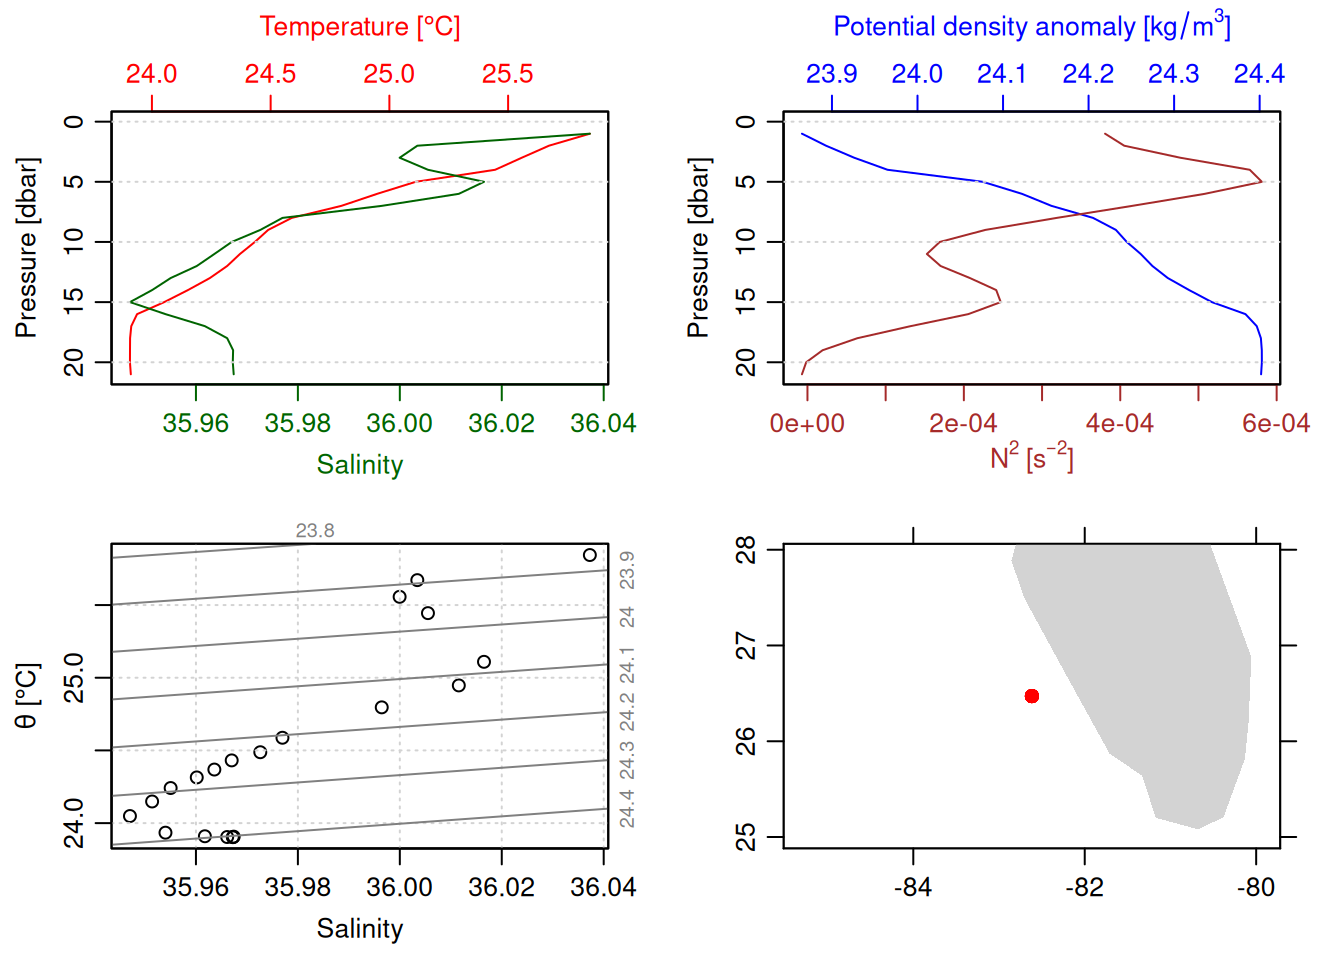 Temperature [°C]
24.0 24.5 25.0 25.5
Pressure [dbar]
0 5 10 15 20
35.96 35.98 36.00 36.02 36.04
Salinity
Potential density anomaly [kg/m³]
23.9 24.0 24.1 24.2 24.3 24.4
Pressure [dbar]
0 5 10 15 20
0e+00 2e-04 4e-04 6e-04
N² [s⁻²]
23.8
23.9
24
24.1
24.2
24.3
24.4
θ [°C]
25.0
24.0
35.96 35.98 36.00 36.02 36.04
Salinity
28
27
26
25
-84 -82 -80